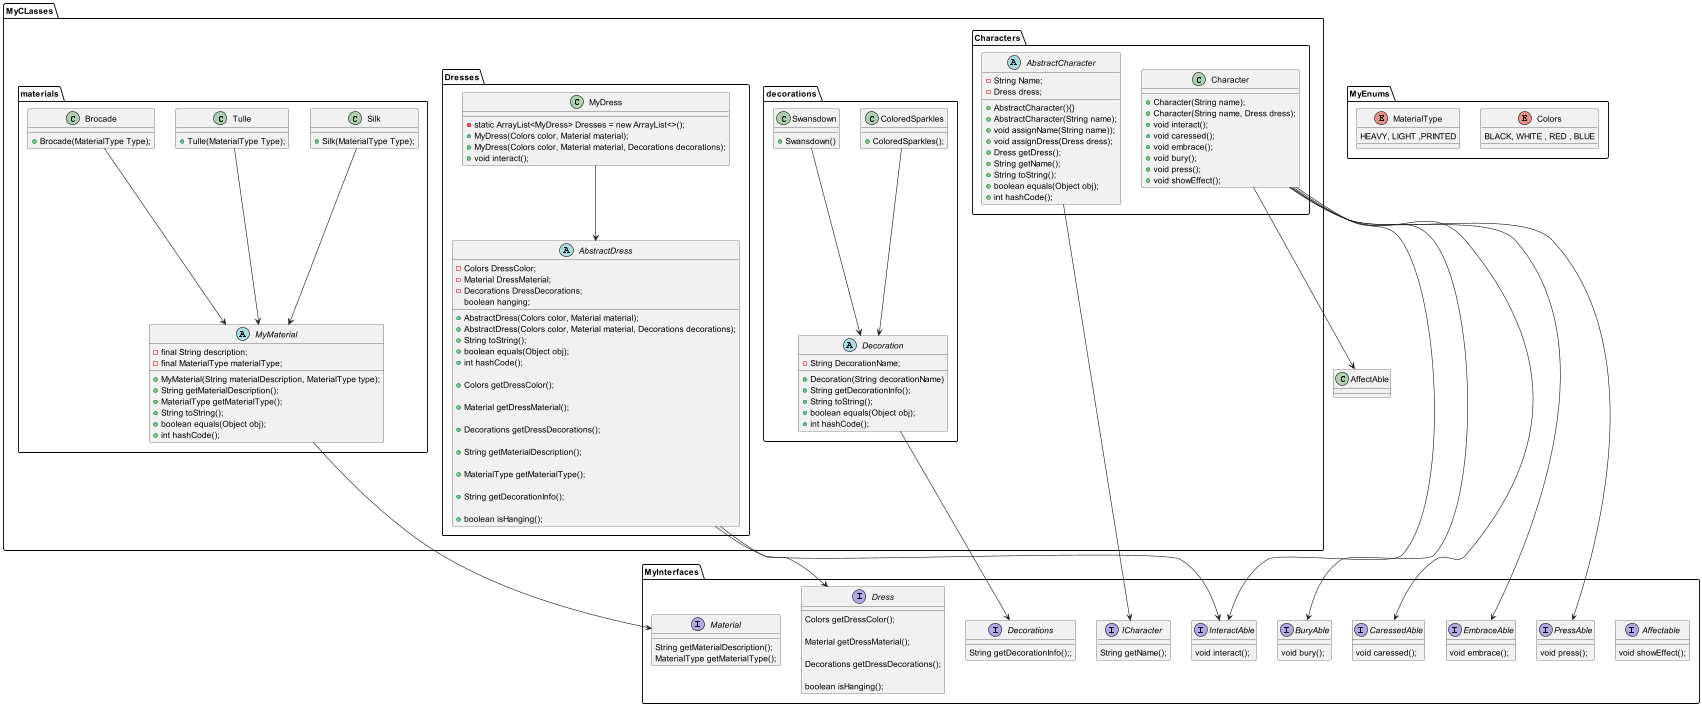 MyCLasses
materials
Brocade
Brocade(MaterialType Type);
Tulle
Tulle(MaterialType Type);
Silk
Silk(MaterialType Type);
MyMaterial
final String description;
final MaterialType materialType;
MyMaterial(String materialDescription, MaterialType type);
String getMaterialDescription();
MaterialType getMaterialType();
String toString();
boolean equals(Object obj);
int hashCode();
Dresses
MyDress
static ArrayList<MyDress> Dresses = new ArrayList<>();
MyDress(Colors color, Material material);
MyDress(Colors color, Material material, Decorations decorations);
void interact();
AbstractDress
Colors DressColor;
Material DressMaterial;
Decorations DressDecorations;
boolean hanging;
AbstractDress(Colors color, Material material);
AbstractDress(Colors color, Material material, Decorations decorations);
String toString();
boolean equals(Object obj);
int hashCode();
Colors getDressColor();
Material getDressMaterial();
Decorations getDressDecorations();
String getMaterialDescription();
MaterialType getMaterialType();
String getDecorationInfo();
boolean isHanging();
decorations
Swansdown
Swansdown()
ColoredSparkles
ColoredSparkles();
Decoration
String DecorationName;
Decoration(String decorationName)
String getDecorationInfo();
String toString();
boolean equals(Object obj);
int hashCode();
Characters
AbstractCharacter
String Name;
Dress dress;
AbstractCharacter(){}
AbstractCharacter(String name);
void assignName(String name));
void assignDress(Dress dress);
Dress getDress();
String getName();
String toString();
boolean equals(Object obj);
int hashCode();
Character
Character(String name);
Character(String name, Dress dress);
void interact();
void caressed();
void embrace();
void bury();
void press();
void showEffect();
MyEnums
MaterialType
HEAVY, LIGHT ,PRINTED
Colors
BLACK, WHITE , RED , BLUE
AffectAble
MyInterfaces
Material
String getMaterialDescription();
MaterialType getMaterialType();
Dress
Colors getDressColor();
Material getDressMaterial();
Decorations getDressDecorations();
boolean isHanging();
Decorations
String getDecorationInfo();;
ICharacter
String getName();
InteractAble
void interact();
BuryAble
void bury();
CaressedAble
void caressed();
EmbraceAble
void embrace();
PressAble
void press();
Affectable
void showEffect();